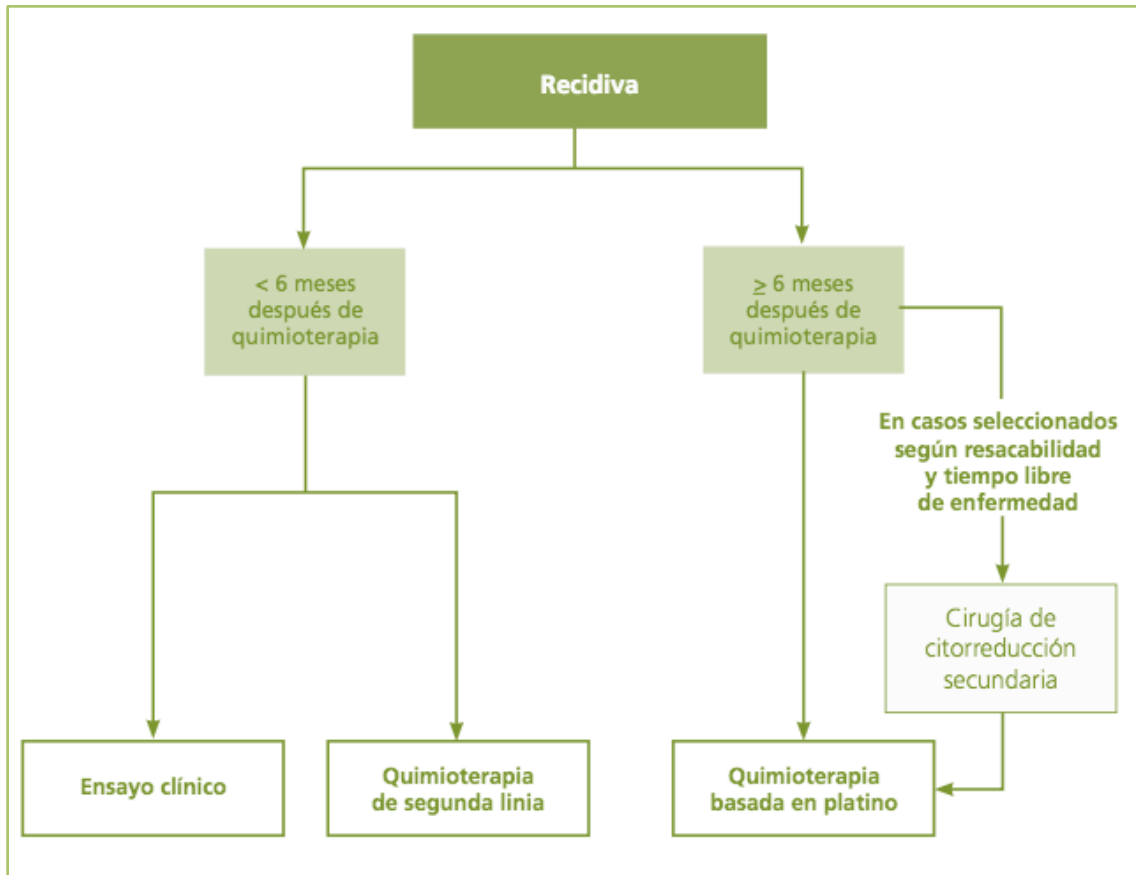 Recidiva
< 6 meses
después de
quimioterapia
≥ 6 meses
después de
quimioterapia
En casos seleccionados
según resacabilidad
y tiempo libre
de enfermedad
Cirugía de
citorreducción
secundaria
Ensayo clínico
Quimioterapia
de segunda linia
Quimioterapia
basada en platino